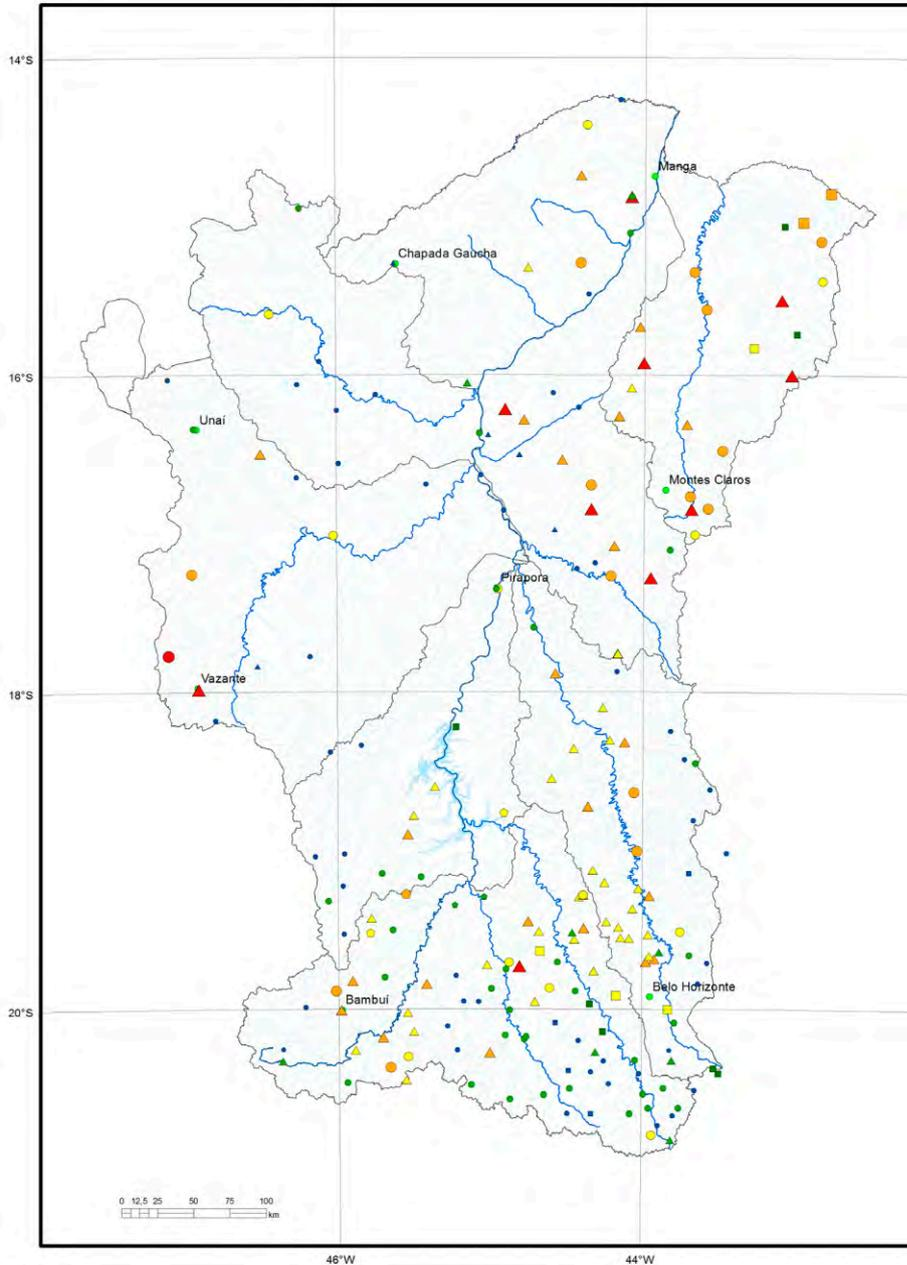 14°S
Manga
Chapada Gaúcha
16°S
Unaí
Montes Claros
Pirapora
Vazante
18°S
Belo Horizonte
Bambuí
20°S
0 12,5 25 50 75 100
km
46°W 44°W